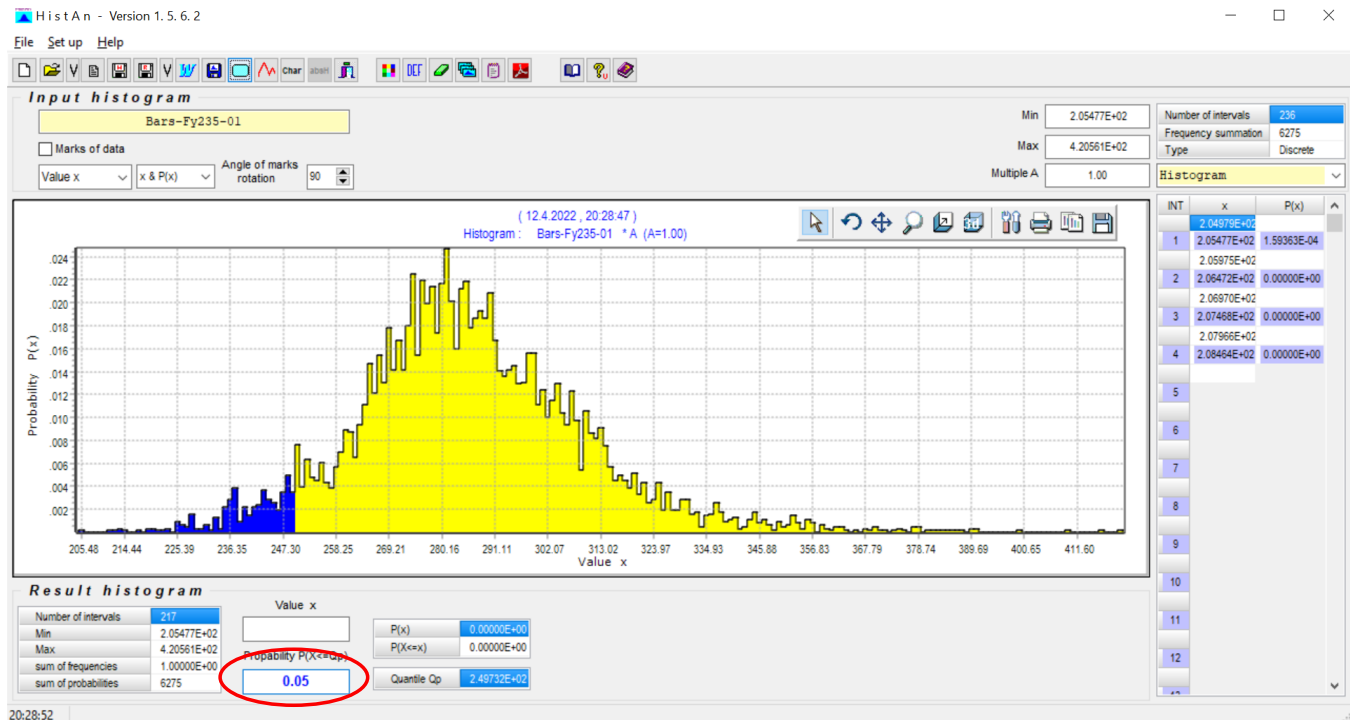 HistAn - Version 1.5.6.2
File Set up Help
V V Char absH DEF
Input histogram
Bars-Fy235-01
Marks of data
Value x x & P(x) Angle of marks rotation 90
Min 2.05477E+02
Max 4.20561E+02
Multiple A 1.00
Number of intervals 236
Frequency summation 6275
Type Discrete
Histogram
( 12.4.2022 , 20:28:47 )
Histogram : Bars-Fy235-01 * A (A=1.00)
Probability P(x)
.024
.022
.020
.018
.016
.014
.012
.010
.008
.006
.004
.002
205.48 214.44 225.39 236.35 247.30 258.25 269.21 280.16 291.11 302.07 313.02 323.97 334.93 345.88 356.83 367.79 378.74 389.69 400.65 411.60
Value x
INT x P(x)
2.04979E+02
1 2.05477E+02 1.59363E-04
2.05975E+02
2 2.06472E+02 0.00000E+00
2.06970E+02
3 2.07468E+02 0.00000E+00
2.07966E+02
4 2.08464E+02 0.00000E+00
5
6
7
8
9
10
11
12
Result histogram
Number of intervals 217
Min 2.05477E+02
Max 4.20561E+02
sum of frequencies 1.00000E+00
sum of probabilities 6275
Value x
Propability P(X<=Qp)
0.05
P(x) 0.00000E+00
P(X<=x) 0.00000E+00
Quantile Qp 2.49732E+02
20:28:52